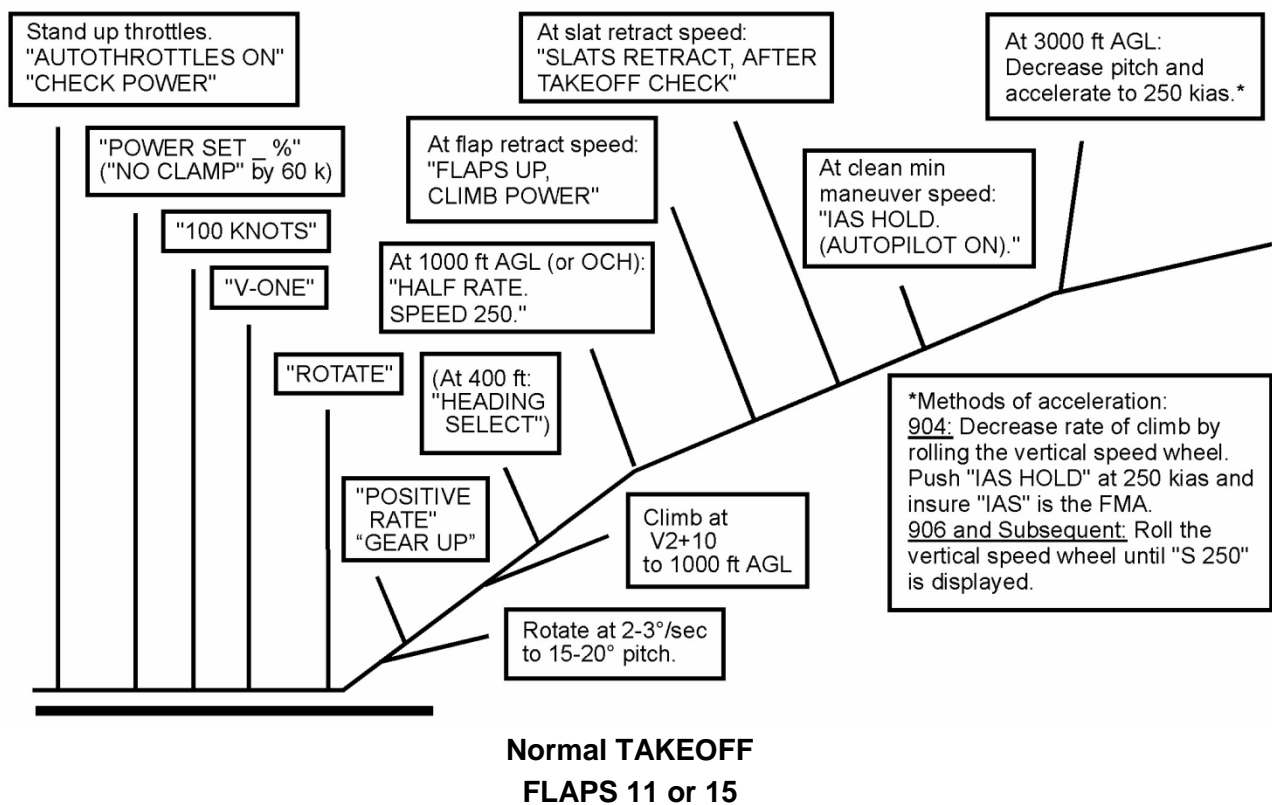 Stand up throttles.
"AUTOTHROTTLES ON"
"CHECK POWER"
"POWER SET _ %"
("NO CLAMP" by 60 k)
"100 KNOTS"
"V-ONE"
"ROTATE"
At slat retract speed:
"SLATS RETRACT, AFTER
TAKEOFF CHECK"
At flap retract speed:
"FLAPS UP,
CLIMB POWER"
At 1000 ft AGL (or OCH):
"HALF RATE.
SPEED 250."
(At 400 ft:
"HEADING
SELECT")
"POSITIVE
RATE"
“GEAR UP”
At 3000 ft AGL:
Decrease pitch and
accelerate to 250 kias.*
At clean min
maneuver speed:
"IAS HOLD.
(AUTOPILOT ON)."
Climb at
V2+10
to 1000 ft AGL
Rotate at 2-3°/sec
to 15-20° pitch.
*Methods of acceleration:
904: Decrease rate of climb by
rolling the vertical speed wheel.
Push "IAS HOLD" at 250 kias and
insure "IAS" is the FMA.
906 and Subsequent: Roll the
vertical speed wheel until "S 250"
is displayed.
Normal TAKEOFF
FLAPS 11 or 15